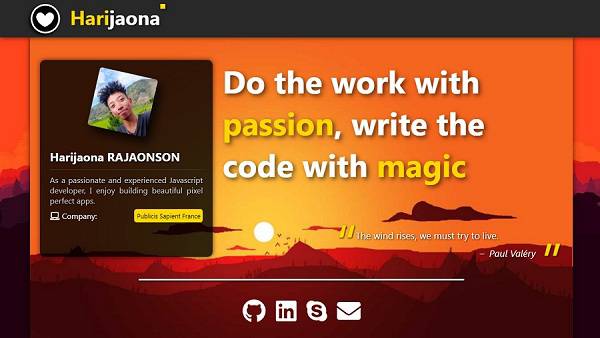 Harijaona
Do the work with
passion, write the
code with magic
Harijaona RAJAONSON
As a passionate and experienced Javascript
developer, I enjoy building beautiful pixel
perfect apps.
Company: Publicis Sapient France
"The wind rises, we must try to live.
– Paul Valéry "